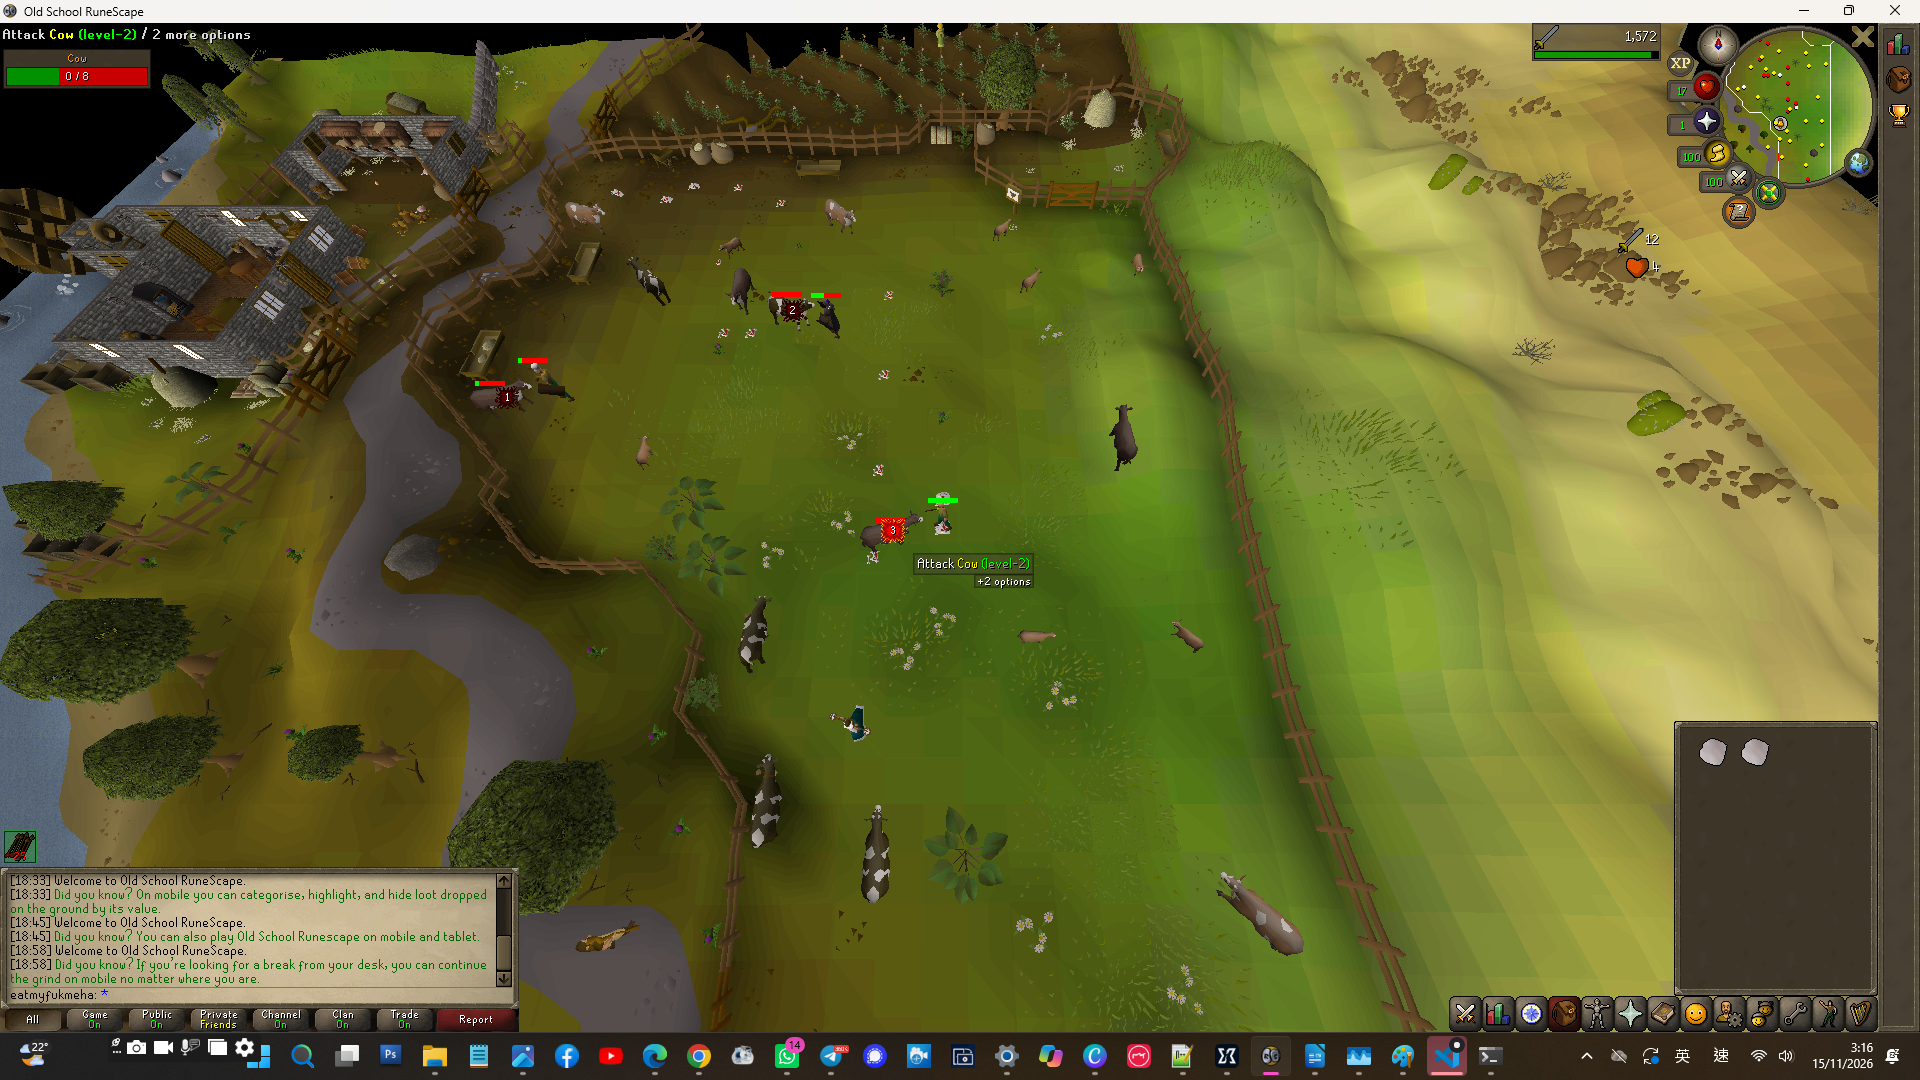 Old School RuneScape
Attack Cow (level-2) / 2 more options
Cow
0 / 8
1,572
N
XP
17
1
100
100
12
4
2
1
3
Attack Cow (level-2)
+2 options
[18:33] Welcome to Old School RuneScape.
[18:33] Did you know? On mobile you can categorise, highlight, and hide loot dropped
on the ground by its value.
[18:45] Welcome to Old School RuneScape.
[18:45] Did you know? You can also play Old School Runescape on mobile and tablet.
[18:58] Welcome to Old School RuneScape.
[18:58] Did you know? If you're looking for a break from your desk, you can continue
the grind on mobile no matter where you are.
eatmyfukmeha: *
All
Game
On
Public
On
Private
Friends
Channel
On
Clan
On
Trade
On
Report
22°
Ps
14
英
速
3:16
15/11/2026